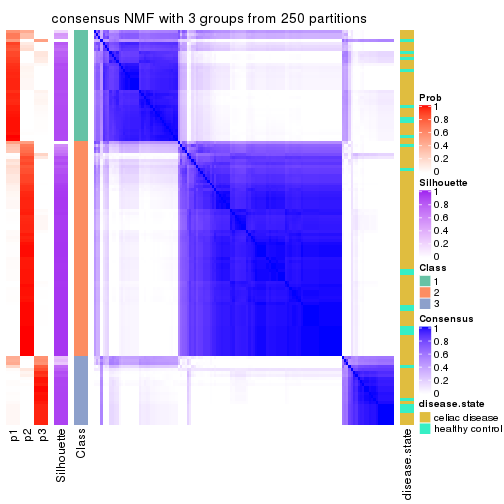 consensus NMF with 3 groups from 250 partitions
Prob
1
0.8
0.6
0.4
0.2
0
Silhouette
1
0.8
0.6
0.4
0.2
0
Class
1
2
3
Consensus
1
0.8
0.6
0.4
0.2
0
disease.state
celiac disease
healthy control
p1
p2
p3
Silhouette
Class
disease.state